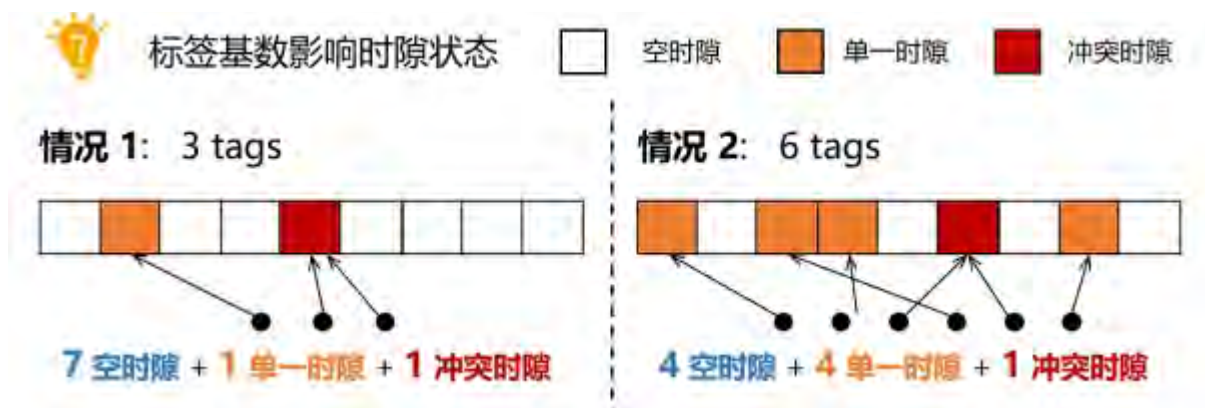 标签基数影响时隙状态 空时隙 单一时隙 冲突时隙
情况 1: 3 tags
7 空时隙 + 1 单一时隙 + 1 冲突时隙
情况 2: 6 tags
4 空时隙 + 4 单一时隙 + 1 冲突时隙